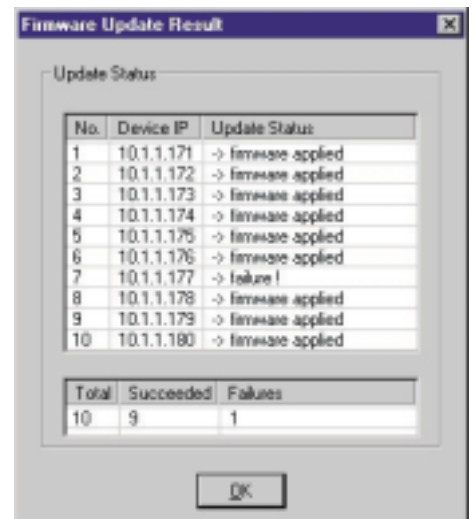 Firmware Update Result
Update Status
No. Device IP Update Status
1 10.1.1.171 -> firmware applied
2 10.1.1.172 -> firmware applied
3 10.1.1.173 -> firmware applied
4 10.1.1.174 -> firmware applied
5 10.1.1.175 -> firmware applied
6 10.1.1.176 -> firmware applied
7 10.1.1.177 -> failure !
8 10.1.1.178 -> firmware applied
9 10.1.1.179 -> firmware applied
10 10.1.1.180 -> firmware applied
Total Succeeded Failures
10 9 1
OK